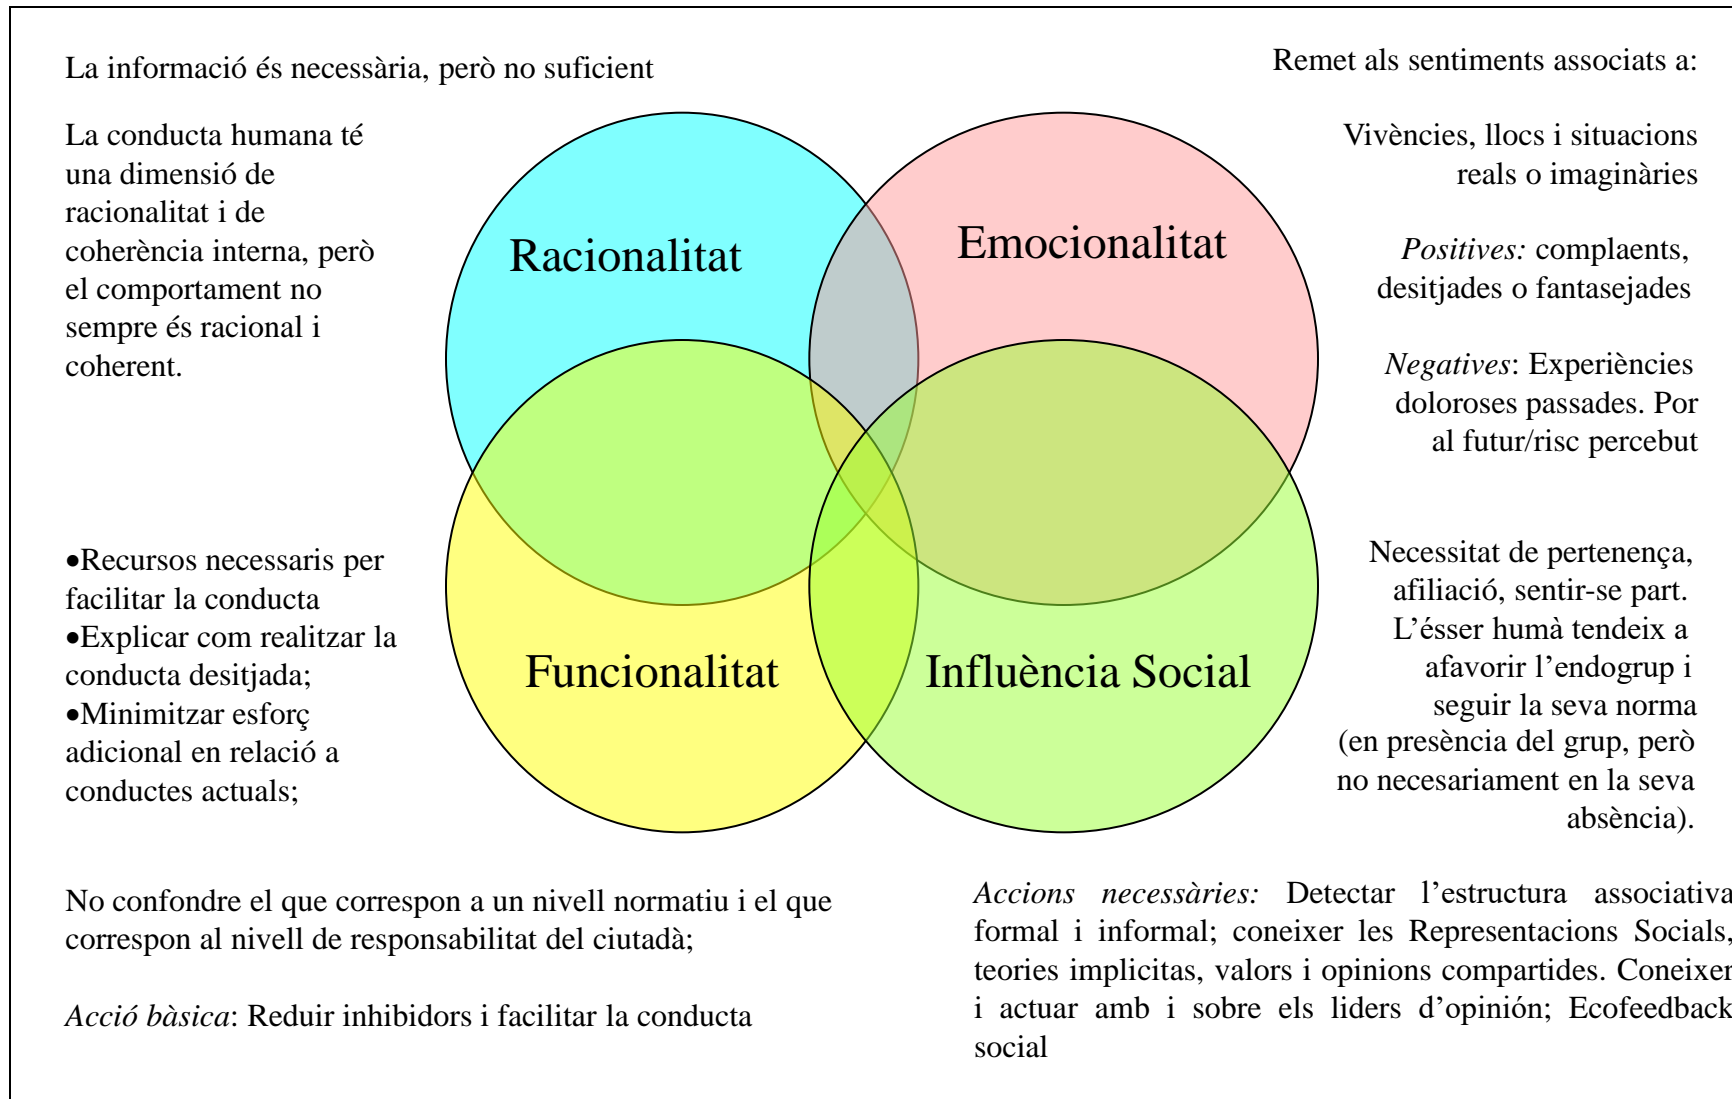 La informació és necessària, però no suficient
La conducta humana té
una dimensió de
racionalitat i de
coherència interna, però
el comportament no
sempre és racional i
coherent.
Racionalitat
Emocionalitat
Remet als sentiments associats a:
Vivències, llocs i situacions
reals o imaginàries
Positives: complaents,
desitjades o fantasejades
Negatives: Experiències
doloroses passades. Por
al futur/risc percebut
•Recursos necessaris per
facilitar la conducta
•Explicar com realitzar la
conducta desitjada;
•Minimitzar esforç
adicional en relació a
conductes actuals;
Funcionalitat
Influència Social
Necessitat de pertenença,
afiliació, sentir-se part.
L’ésser humà tendeix a
afavorir l’endogrup i
seguir la seva norma
(en presència del grup, però
no necesariament en la seva
absència).
No confondre el que correspon a un nivell normatiu i el que
correspon al nivell de responsabilitat del ciutadà;
Acció bàsica: Reduir inhibidors i facilitar la conducta
Accions necessàries: Detectar l’estructura associativa
formal i informal; coneixer les Representacions Socials,
teories implicitas, valors i opinions compartides. Coneixer
i actuar amb i sobre els liders d’opinión; Ecofeedback
social